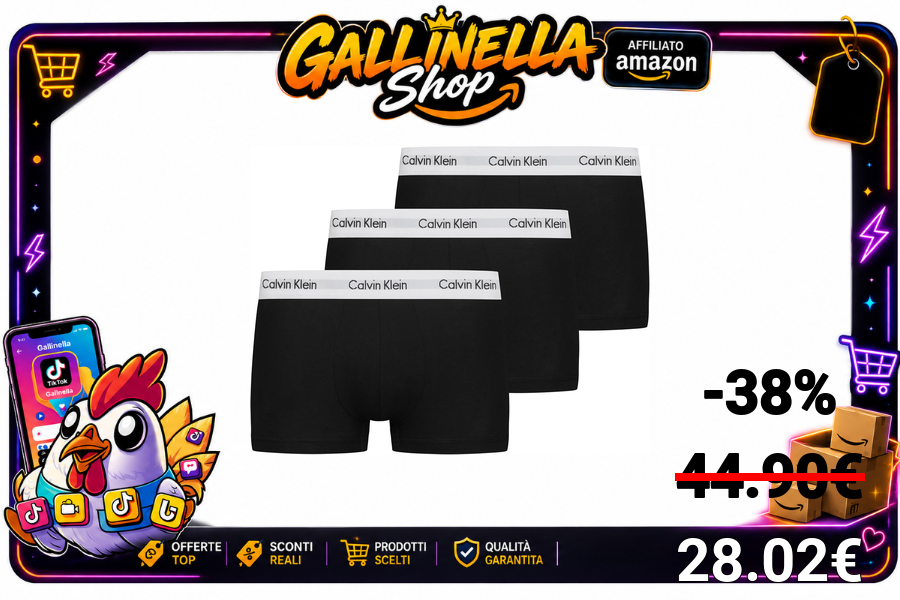 GALLINELLA
Shop
AFFILIATO
amazon
Calvin Klein Calvin Klein Calvin Klein
Calvin Klein Calvin Klein Calvin Klein
Calvin Klein Calvin Klein Calvin Klein
Gallinella
TikTok
Gallinella
-38%
44.90€
28.02€
OFFERTE
TOP
SCONTI
REALI
PRODOTTI
SCELTI
QUALITÀ
GARANTITA